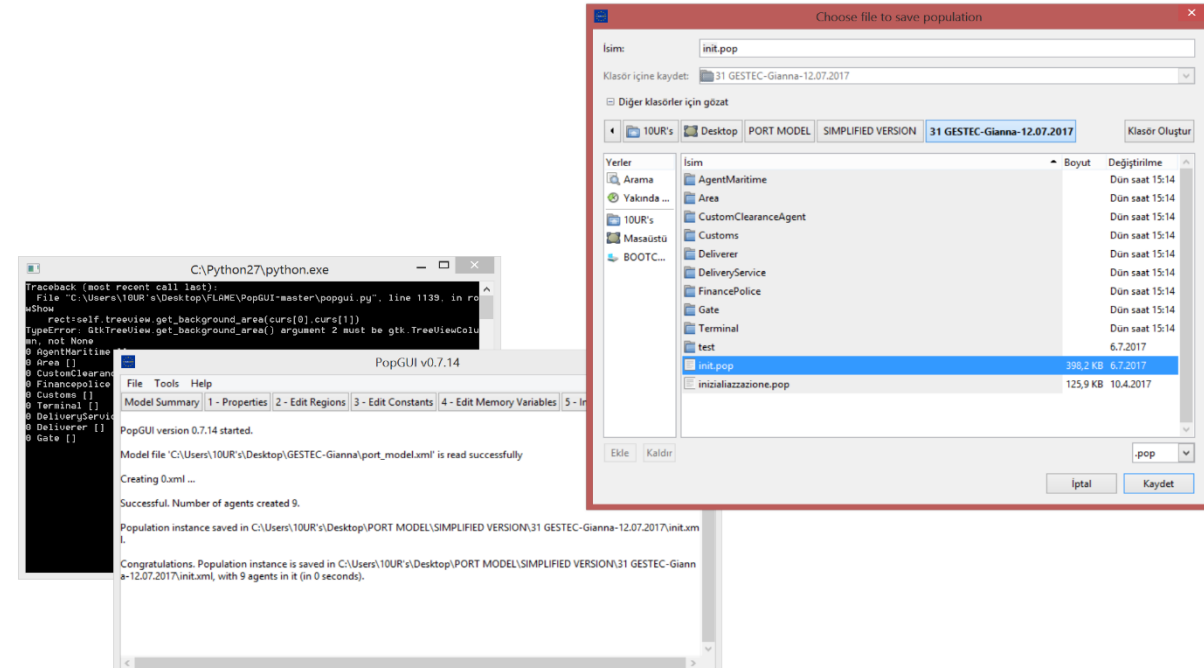 Choose file to save population
İsim: init.pop
Klasör içine kaydet: 31 GESTEC-Gianna-12.07.2017
Diğer klasörler için gözat
10UR's Desktop PORT MODEL SIMPLIFIED VERSION 31 GESTEC-Gianna-12.07.2017 Klasör Oluştur
Yerler
Arama
Yakında ...
10UR's
Masaüstü
BOOTC...
İsim Boyut Değiştirilme
AgentMaritime Dün saat 15:14
Area Dün saat 15:14
CustomClearanceAgent Dün saat 15:14
Customs Dün saat 15:14
Deliverer Dün saat 15:14
DeliveryService Dün saat 15:14
FinancePolice Dün saat 15:14
Gate Dün saat 15:14
Terminal Dün saat 15:14
test 6.7.2017
init.pop 398,2 KB 6.7.2017
inizialiazzazione.pop 125,9 KB 10.4.2017
Ekle Kaldır .pop
İptal Kaydet
C:\Python27\python.exe
Traceback (most recent call last):
File "C:\Users\10UR's\Desktop\FLAME\PopGUI-master\popgui.py", line 1139, in ro
wShow
rect=self.treeview.get_background_area(curs[0],curs[1])
TypeError: GtkTreeView.get_background_area() argument 2 must be gtk.TreeViewColu
mn, not None
0 AgentMaritime
0 Area []
0 CustomClearanc
0 Financepolice
0 Customs []
0 Terminal []
0 DeliveryServic
0 Deliverer []
0 Gate []
PopGUI v0.7.14
File Tools Help
Model Summary 1 - Properties 2 - Edit Regions 3 - Edit Constants 4 - Edit Memory Variables 5 - In
PopGUI version 0.7.14 started.
Model file 'C:\Users\10UR's\Desktop\GESTEC-Gianna\port_model.xml' is read successfully
Creating 0.xml ...
Successful. Number of agents created 9.
Population instance saved in C:\Users\10UR's\Desktop\PORT MODEL\SIMPLIFIED VERSION\31 GESTEC-Gianna-12.07.2017\init.xm
l.
Congratulations. Population instance is saved in C:\Users\10UR's\Desktop\PORT MODEL\SIMPLIFIED VERSION\31 GESTEC-Giann
a-12.07.2017\init.xml, with 9 agents in it (in 0 seconds).